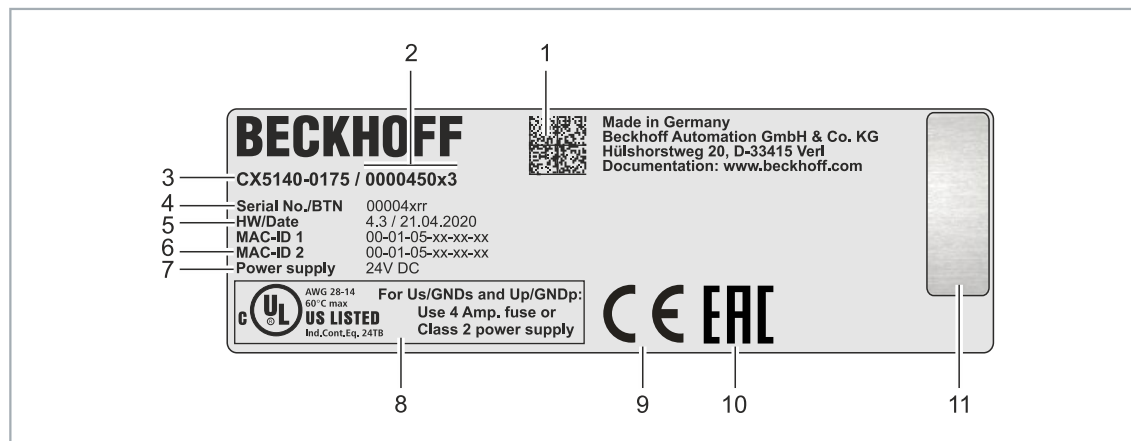 2
1
BECKHOFF
Made in Germany
Beckhoff Automation GmbH & Co. KG
Hülshorstweg 20, D-33415 Verl
Documentation: www.beckhoff.com
3
CX5140-0175 / 0000450x3
4
Serial No./BTN 00004xrr
5
HW/Date 4.3 / 21.04.2020
MAC-ID 1 00-01-05-xx-xx-xx
6
MAC-ID 2 00-01-05-xx-xx-xx
7
Power supply 24V DC
C UL R
AWG 28-14
60°C max
US LISTED
Ind.Cont.Eq. 24TB
For Us/GNDs and Up/GNDp:
Use 4 Amp. fuse or
Class 2 power supply
CE
EAC
8
9
10
11